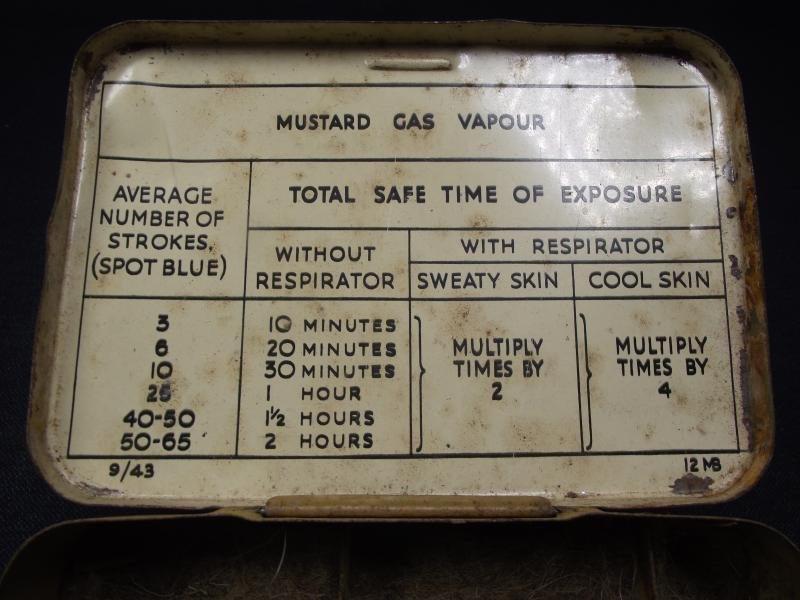 MUSTARD GAS VAPOUR
AVERAGE
NUMBER OF
STROKES,
(SPOT BLUE)
TOTAL SAFE TIME OF EXPOSURE
WITHOUT
RESPIRATOR
WITH RESPIRATOR
SWEATY SKIN
COOL SKIN
3 10 MINUTES
6 20 MINUTES
10 30 MINUTES
25 1 HOUR
40-50 1½ HOURS
50-65 2 HOURS
MULTIPLY
TIMES BY
2
MULTIPLY
TIMES BY
4
9/43
12 MB